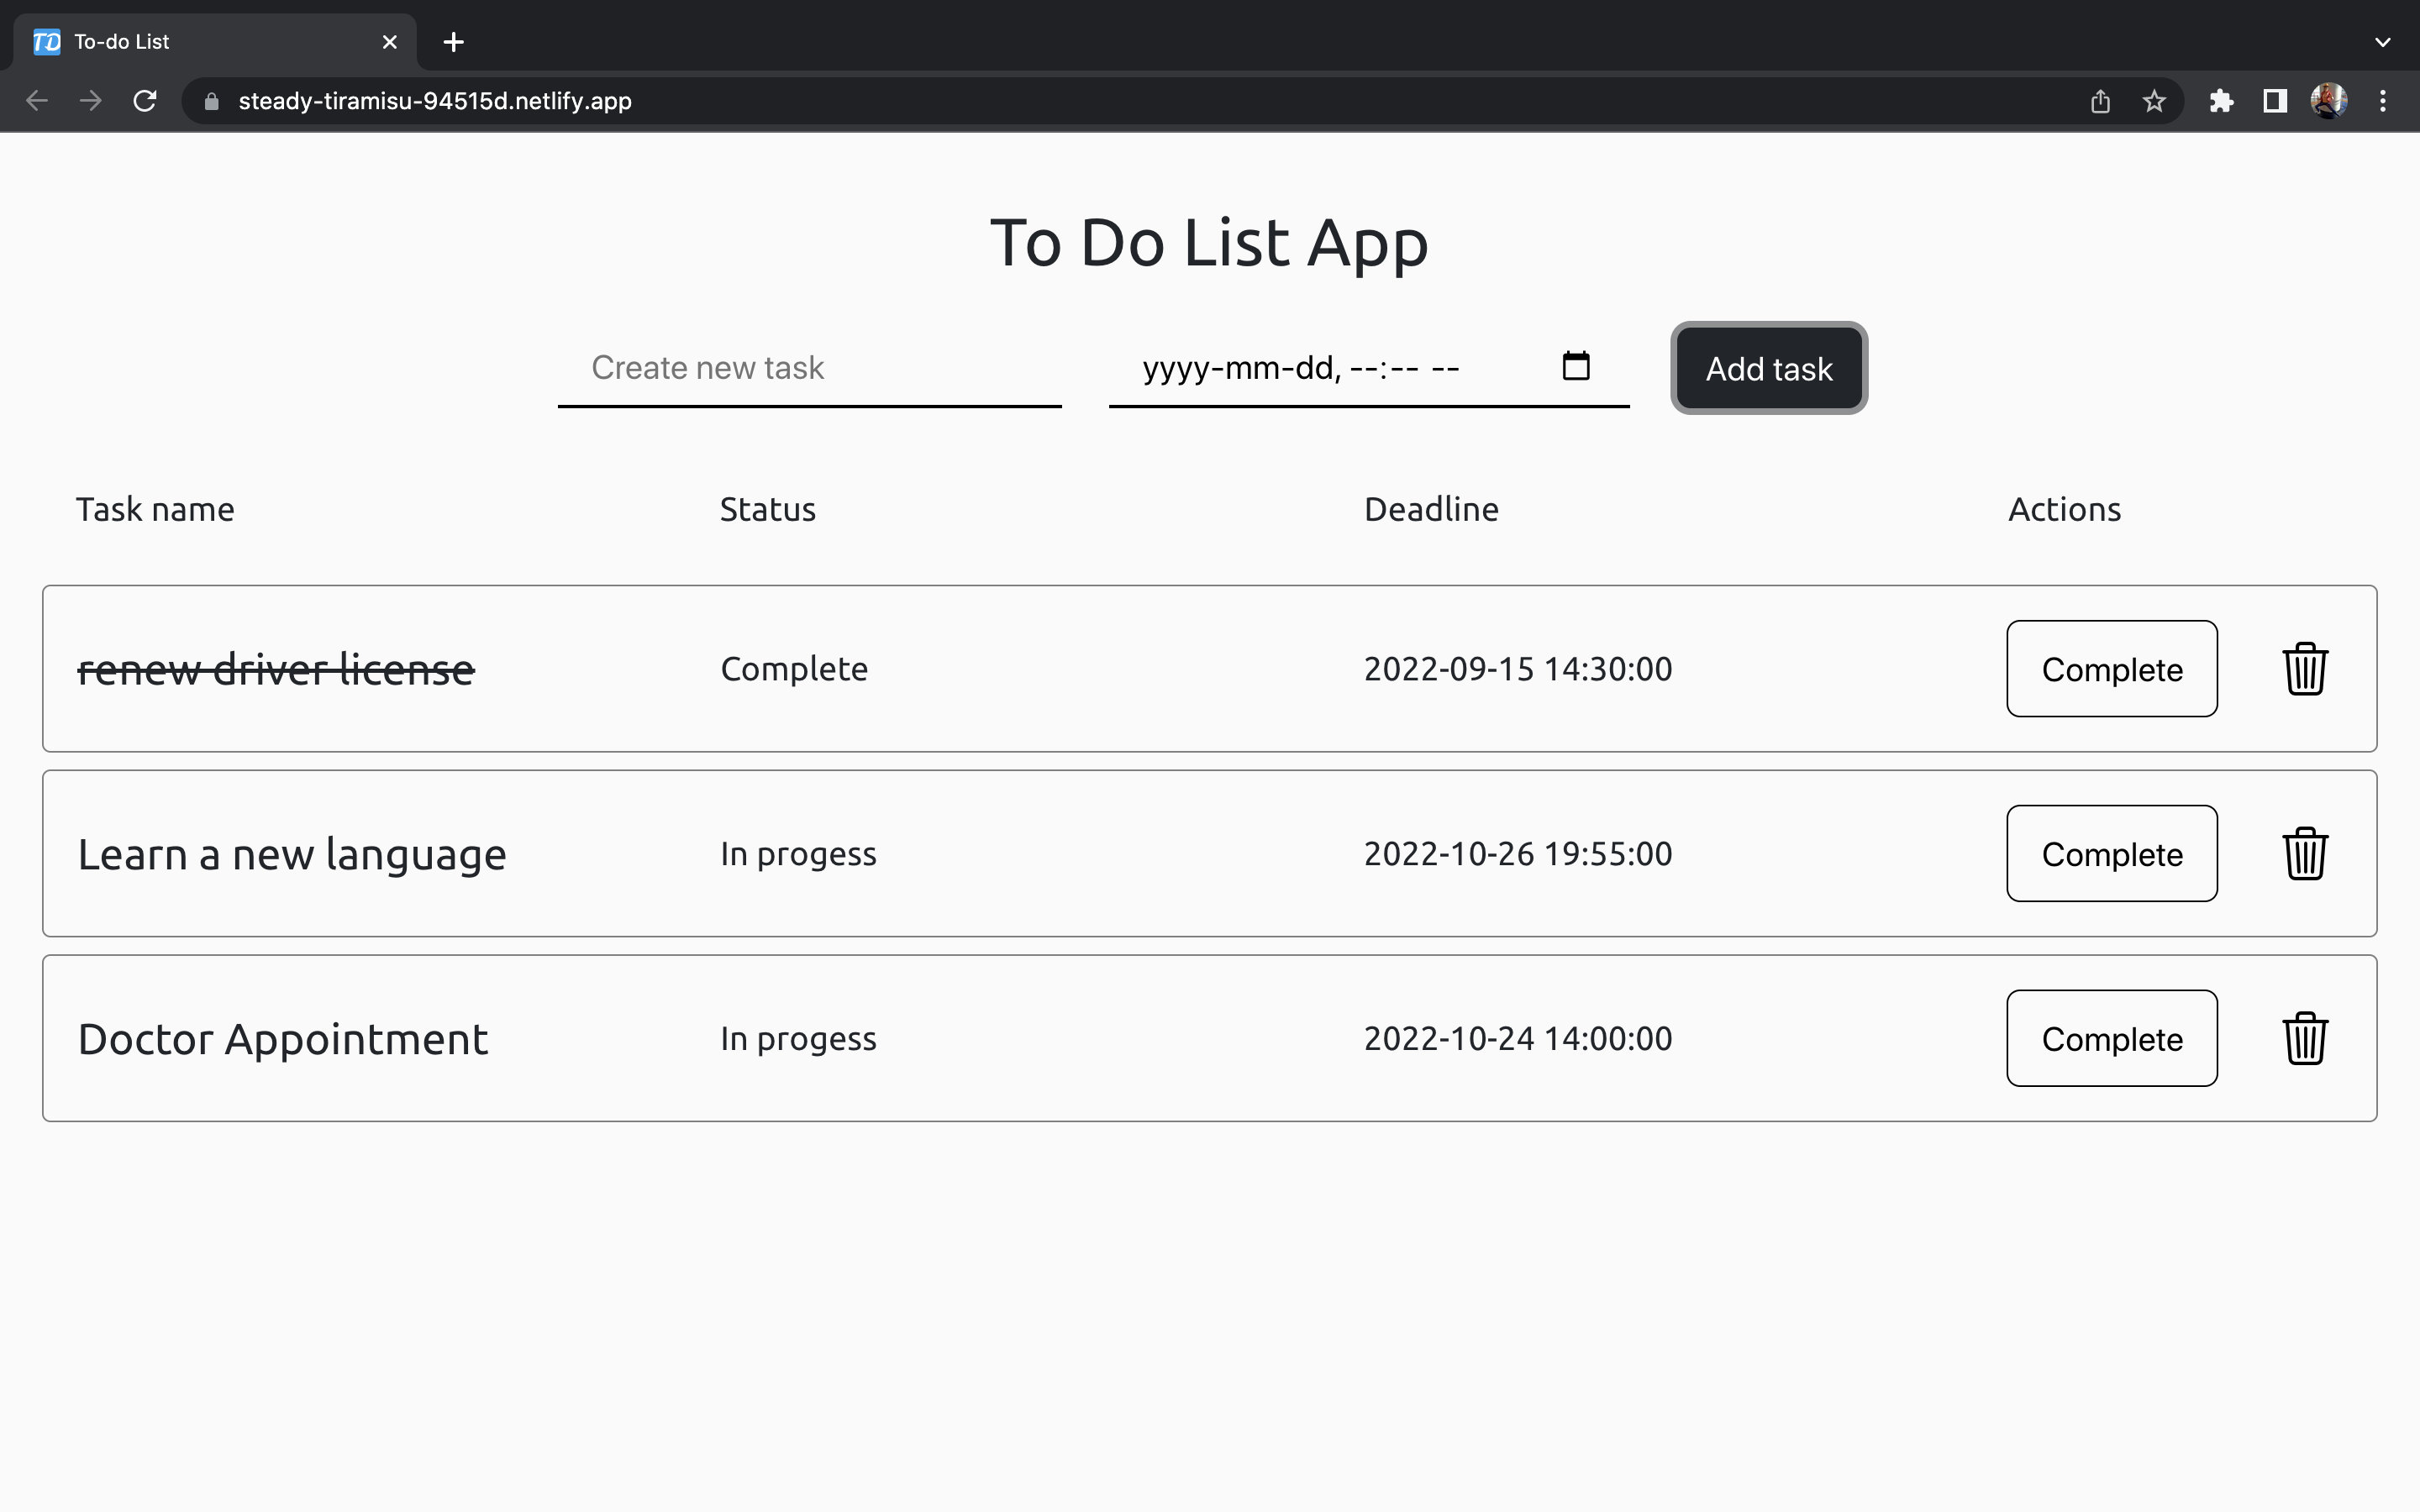 TD To-do List
steady-tiramisu-94515d.netlify.app
To Do List App
Create new task yyyy-mm-dd, --:-- -- Add task
Task name Status Deadline Actions
renew driver license Complete 2022-09-15 14:30:00 Complete
Learn a new language In progess 2022-10-26 19:55:00 Complete
Doctor Appointment In progess 2022-10-24 14:00:00 Complete